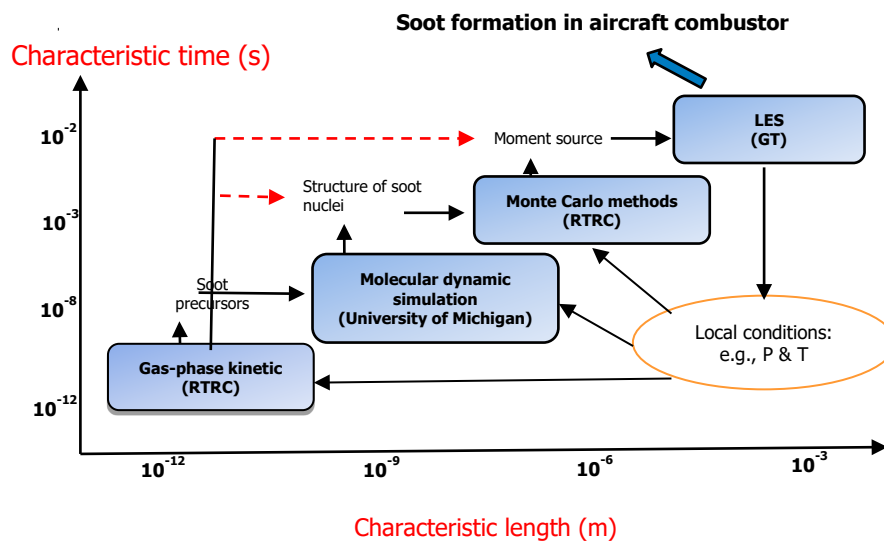 Soot formation in aircraft combustor
Characteristic time (s)
LES
(GT)
10⁻²
Moment source
Structure of soot
nuclei
Monte Carlo methods
(RTRC)
10⁻³
Soot
precursors
Molecular dynamic
simulation
(University of Michigan)
10⁻⁸
Local conditions:
e.g., P & T
Gas-phase kinetic
(RTRC)
10⁻¹²
10⁻¹²
10⁻⁹
10⁻⁶
10⁻³
Characteristic length (m)